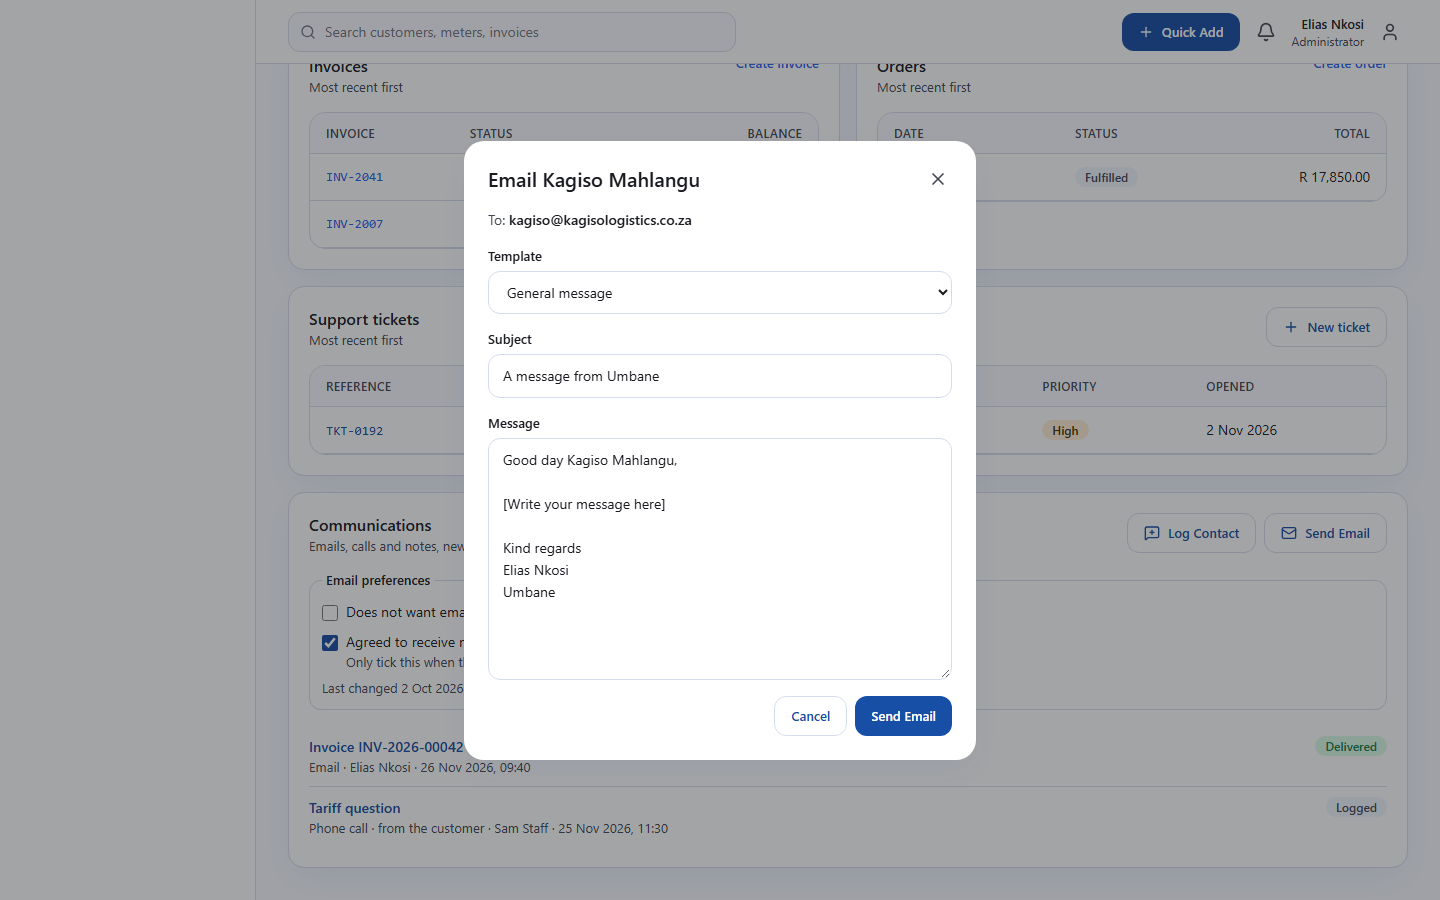 Search customers, meters, invoices
Quick Add
Elias Nkosi
Administrator
Invoices
Create invoice
Most recent first
INVOICE STATUS BALANCE
INV-2041
INV-2007
Orders
Create order
Most recent first
DATE STATUS TOTAL
Fulfilled R 17,850.00
Email Kagiso Mahlangu
To: kagiso@kagisologistics.co.za
Template
General message
Subject
A message from Umbane
Message
Good day Kagiso Mahlangu,
[Write your message here]
Kind regards
Elias Nkosi
Umbane
Cancel Send Email
Support tickets
Most recent first
New ticket
REFERENCE PRIORITY OPENED
TKT-0192 High 2 Nov 2026
Communications
Emails, calls and notes, new
Log Contact Send Email
Email preferences
Does not want ema
Agreed to receive
Only tick this when
Last changed 2 Oct 2026
Invoice INV-2026-00042 Delivered
Email · Elias Nkosi · 26 Nov 2026, 09:40
Tariff question Logged
Phone call · from the customer · Sam Staff · 25 Nov 2026, 11:30